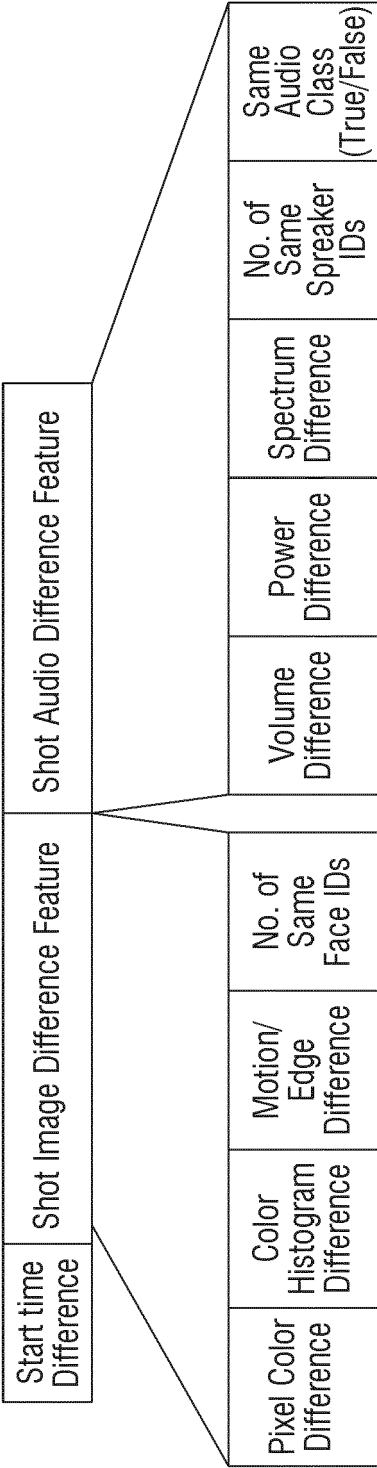 Start time
Difference
Shot Image Difference Feature
Shot Audio Difference Feature
Pixel Color
Difference
Color
Histogram
Difference
Motion/
Edge
Difference
No. of
Same
Face IDs
Volume
Difference
Power
Difference
Spectrum
Difference
No. of
Same
Spreaker
IDs
Same
Audio
Class
(True/False)